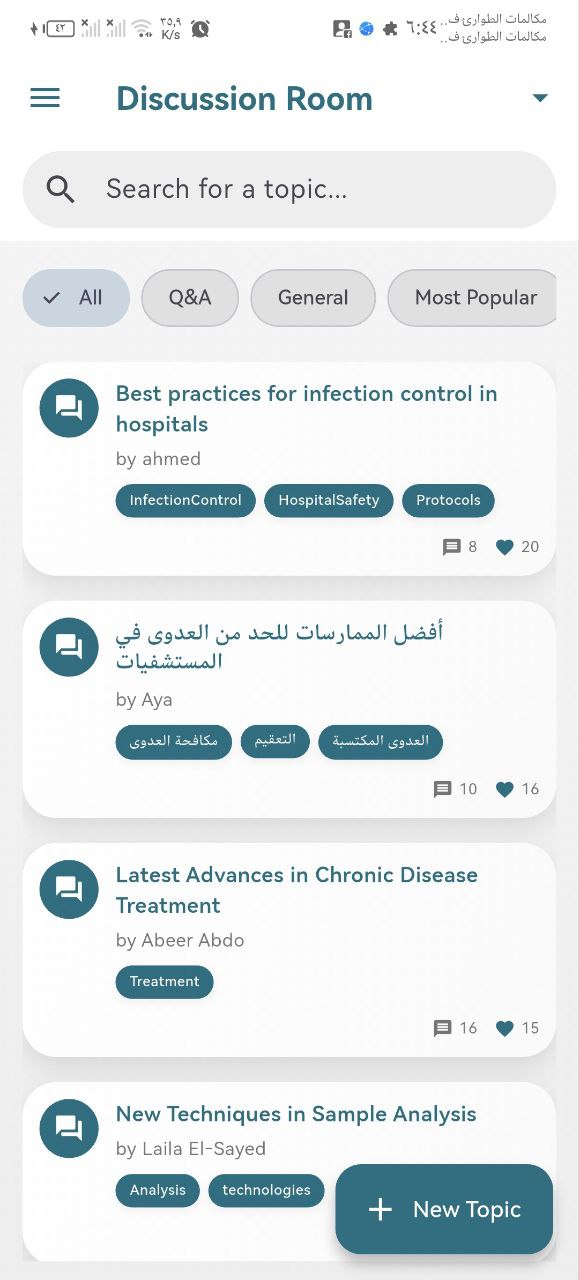 ٤٢
٣٥,٩
K/s
٦:٤٤
مكالمات الطوارئ ف..
مكالمات الطوارئ ف..
Discussion Room
Search for a topic...
All
Q&A
General
Most Popular
Best practices for infection control in
hospitals
by ahmed
InfectionControl
HospitalSafety
Protocols
8
20
أفضل الممارسات للحد من العدوى في
المستشفيات
by Aya
مكافحة العدوى
التعقيم
العدوى المكتسبة
10
16
Latest Advances in Chronic Disease
Treatment
by Abeer Abdo
Treatment
16
15
New Techniques in Sample Analysis
by Laila El-Sayed
Analysis
technologies
New Topic